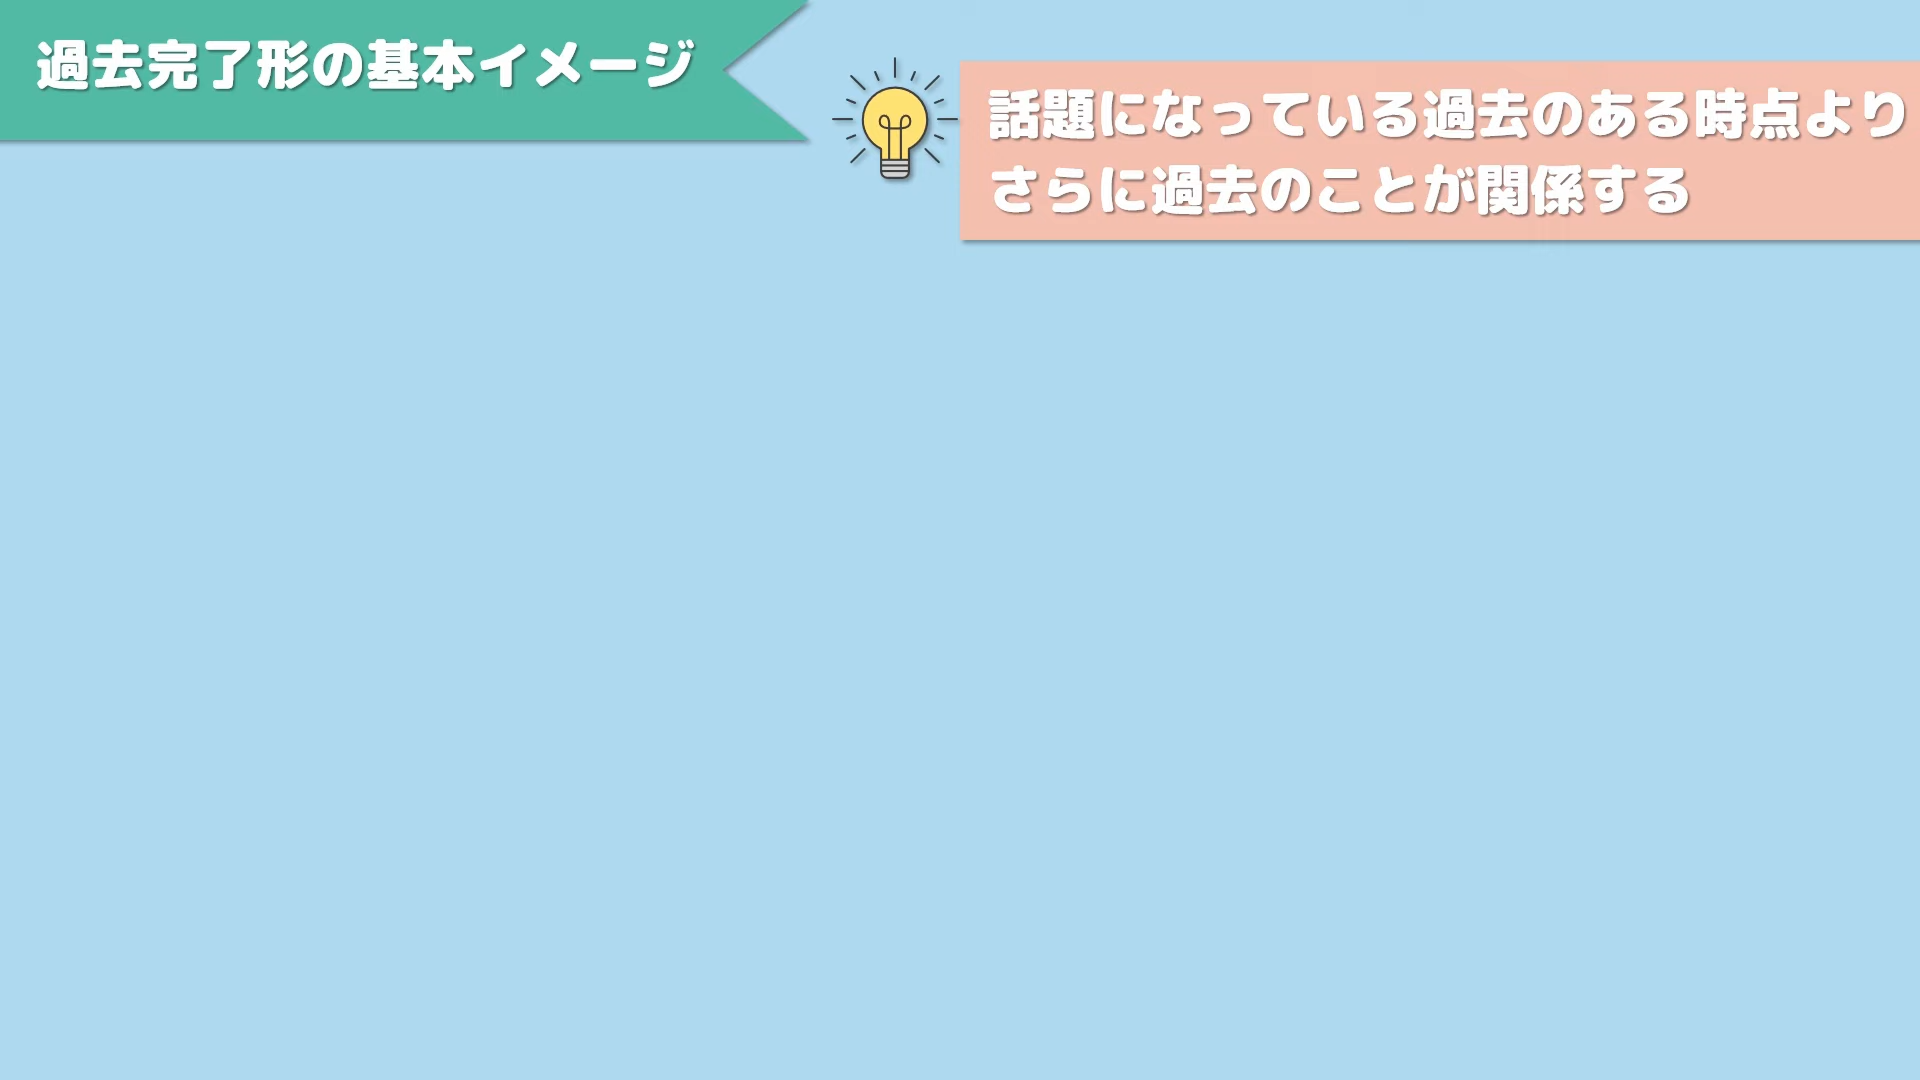 過去完了形の基本イメージ
話題になっている過去のある時点より
さらに過去のことが関係する